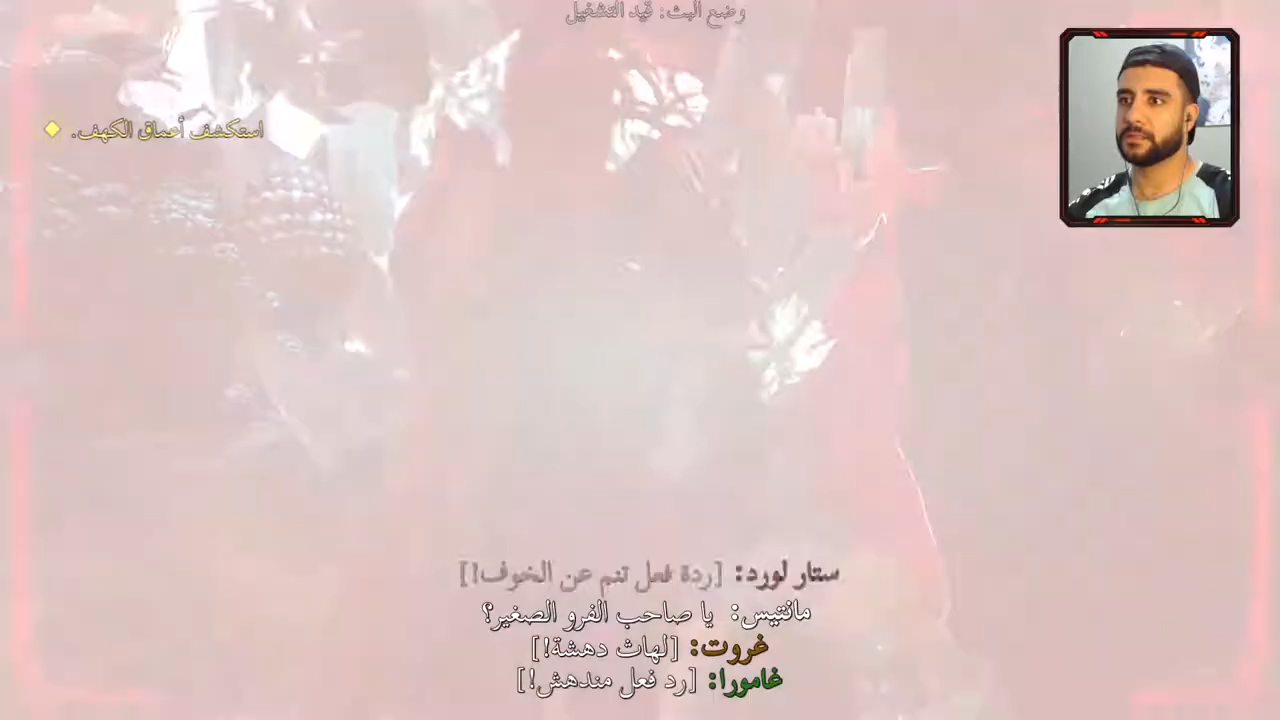 وضع البث: قيد التشغيل
استكشف أعماق الكهف.
ستار لورد: [ردة فعل تنم عن الخوف!]
مانتيس: يا صاحب الفرو الصغير؟
غروت: [لهاث دهشة!]
غامورا: [رد فعل مندهش!]